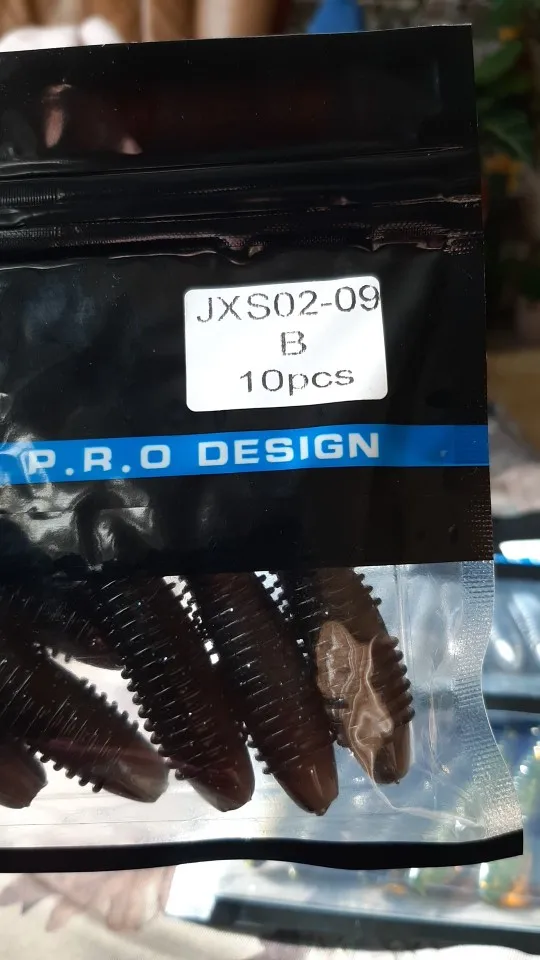 JXS02-09
B
10pcs
P.R.O DESIGN